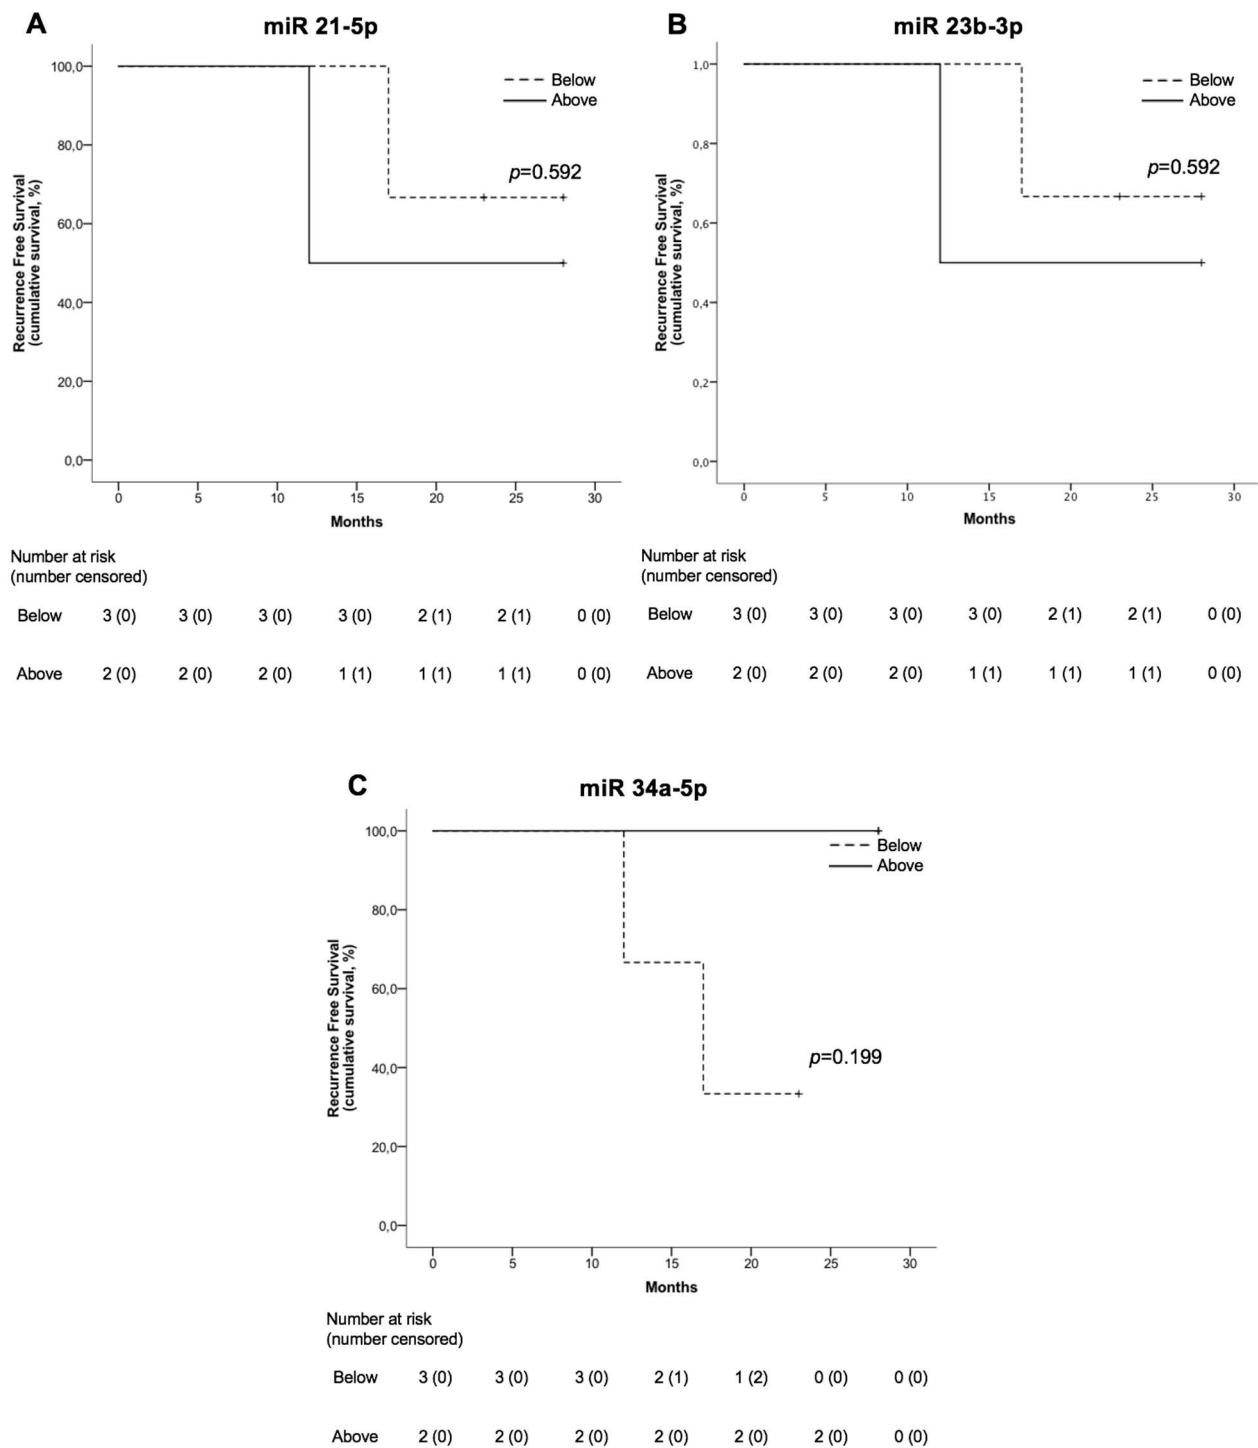 A
miR 21-5p
100,0
80,0
60,0
40,0
20,0
0,0
Recurrence Free Survival
(cumulative survival, %)
Below
Above
p=0.592
0 5 10 15 20 25 30
Months
Number at risk
(number censored)
Below 3 (0) 3 (0) 3 (0) 3 (0) 2 (1) 2 (1) 0 (0)
Above 2 (0) 2 (0) 2 (0) 1 (1) 1 (1) 1 (1) 0 (0)
B
miR 23b-3p
1,0
0,8
0,6
0,4
0,2
0,0
Recurrence Free Survival
(cumulative survival, %)
Below
Above
p=0.592
0 5 10 15 20 25 30
Months
Number at risk
(number censored)
Below 3 (0) 3 (0) 3 (0) 3 (0) 2 (1) 2 (1) 0 (0)
Above 2 (0) 2 (0) 2 (0) 1 (1) 1 (1) 1 (1) 0 (0)
C
miR 34a-5p
100,0
80,0
60,0
40,0
20,0
0,0
Recurrence Free Survival
(cumulative survival, %)
Below
Above
p=0.199
0 5 10 15 20 25 30
Months
Number at risk
(number censored)
Below 3 (0) 3 (0) 3 (0) 2 (1) 1 (2) 0 (0) 0 (0)
Above 2 (0) 2 (0) 2 (0) 2 (0) 2 (0) 2 (0) 0 (0)